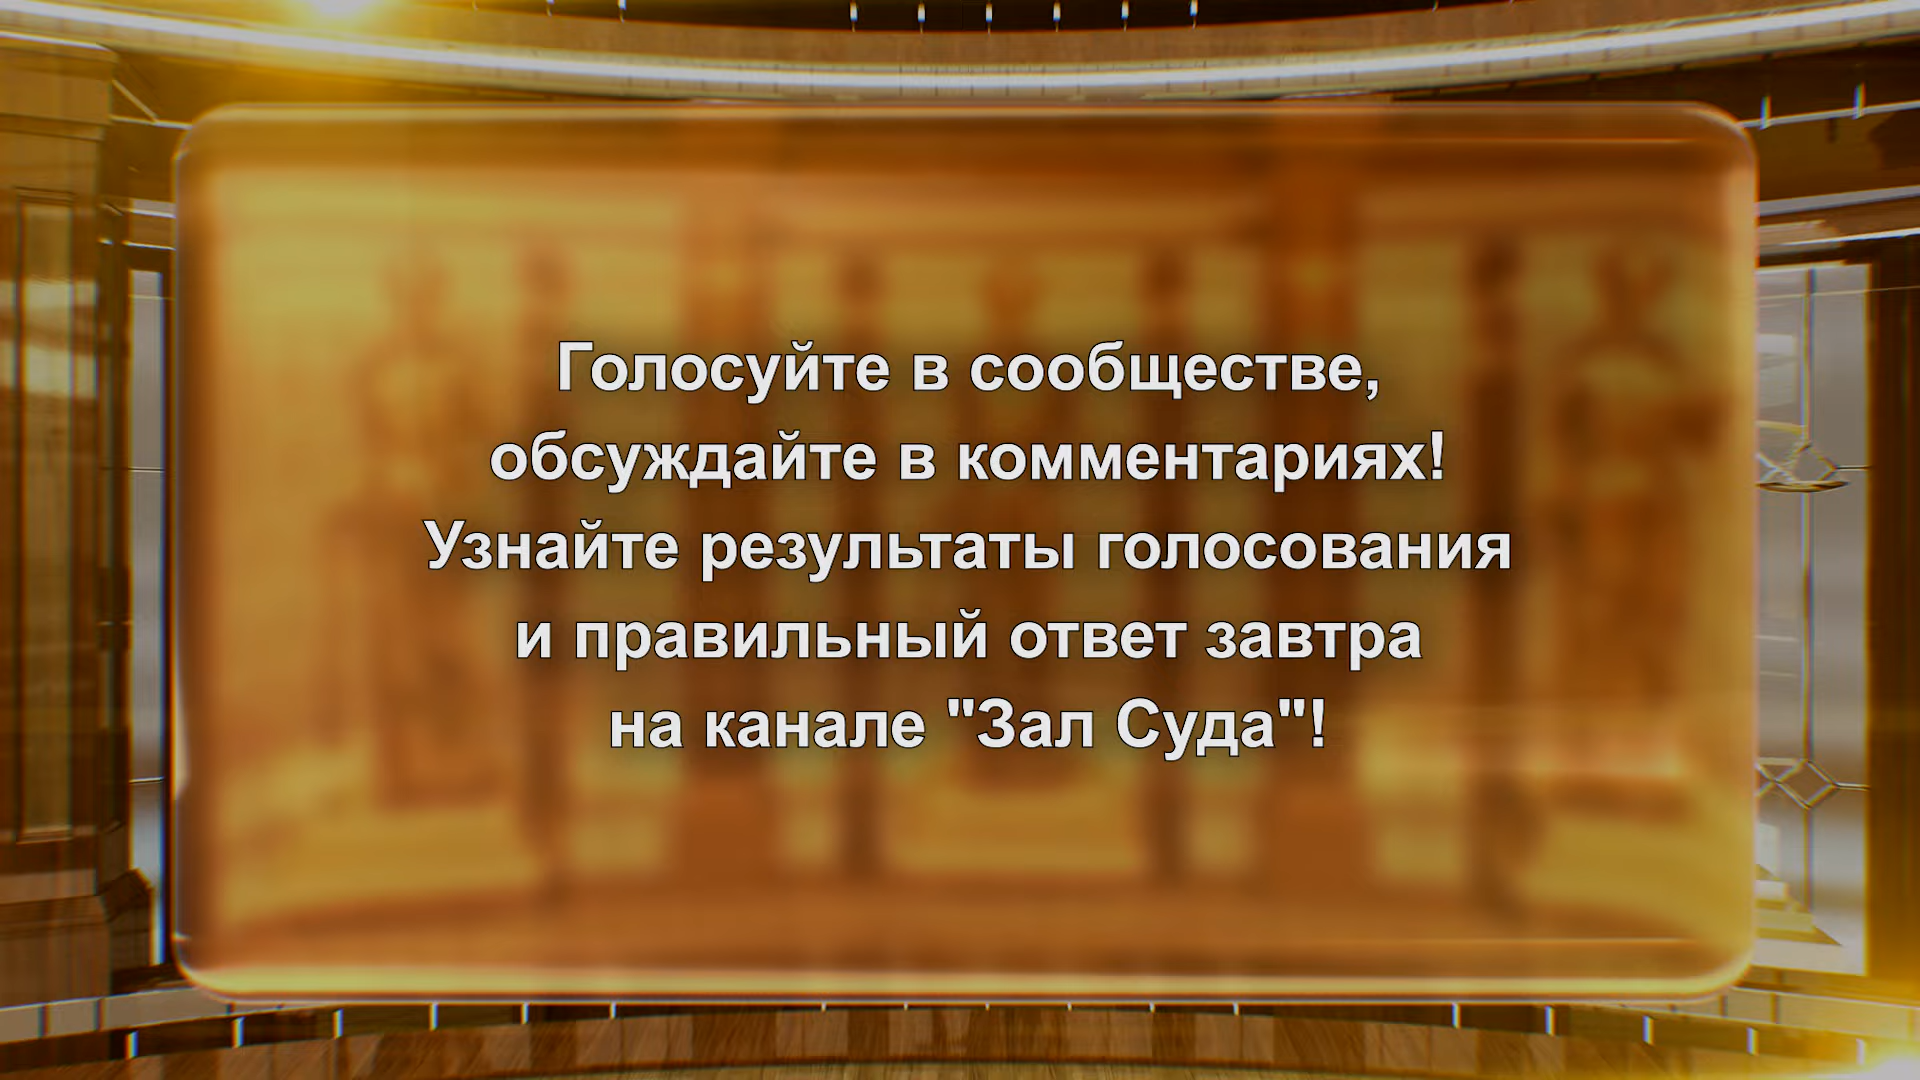 Голосуйте в сообществе,
обсуждайте в комментариях!
Узнайте результаты голосования
и правильный ответ завтра
на канале "Зал Суда"!